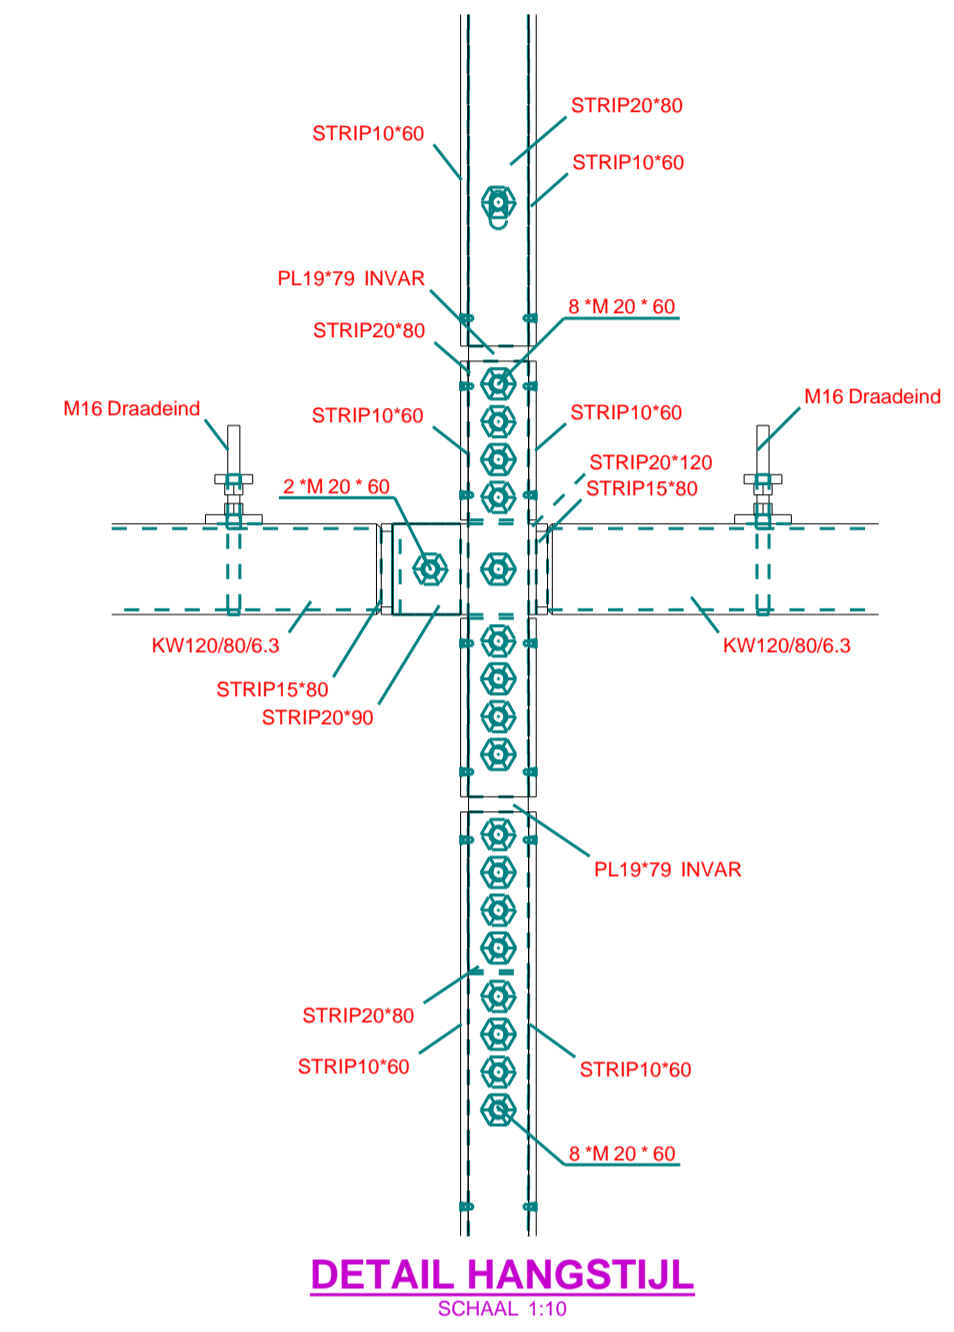 STRIP20*80
STRIP10*60
STRIP10*60
PL19*79 INVAR
8 *M 20 * 60
STRIP20*80
M16 Draadeind
M16 Draadeind
STRIP10*60
STRIP10*60
STRIP20*120
2 *M 20 * 60
STRIP15*80
KW120/80/6.3
KW120/80/6.3
STRIP15*80
STRIP20*90
PL19*79 INVAR
STRIP20*80
STRIP10*60
STRIP10*60
8 *M 20 * 60
DETAIL HANGSTIJL
SCHAAL 1:10